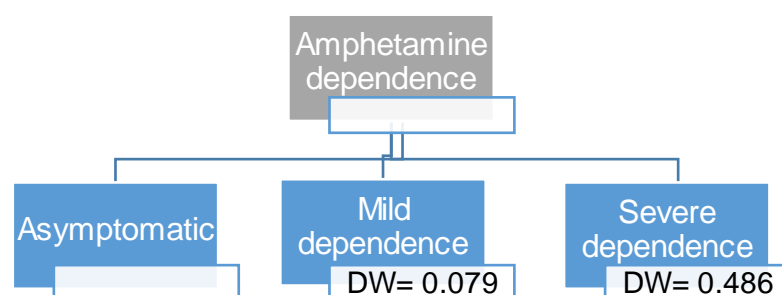 Amphetamine
dependence
Asymptomatic
Mild
dependence
DW= 0.079
Severe
dependence
DW= 0.486